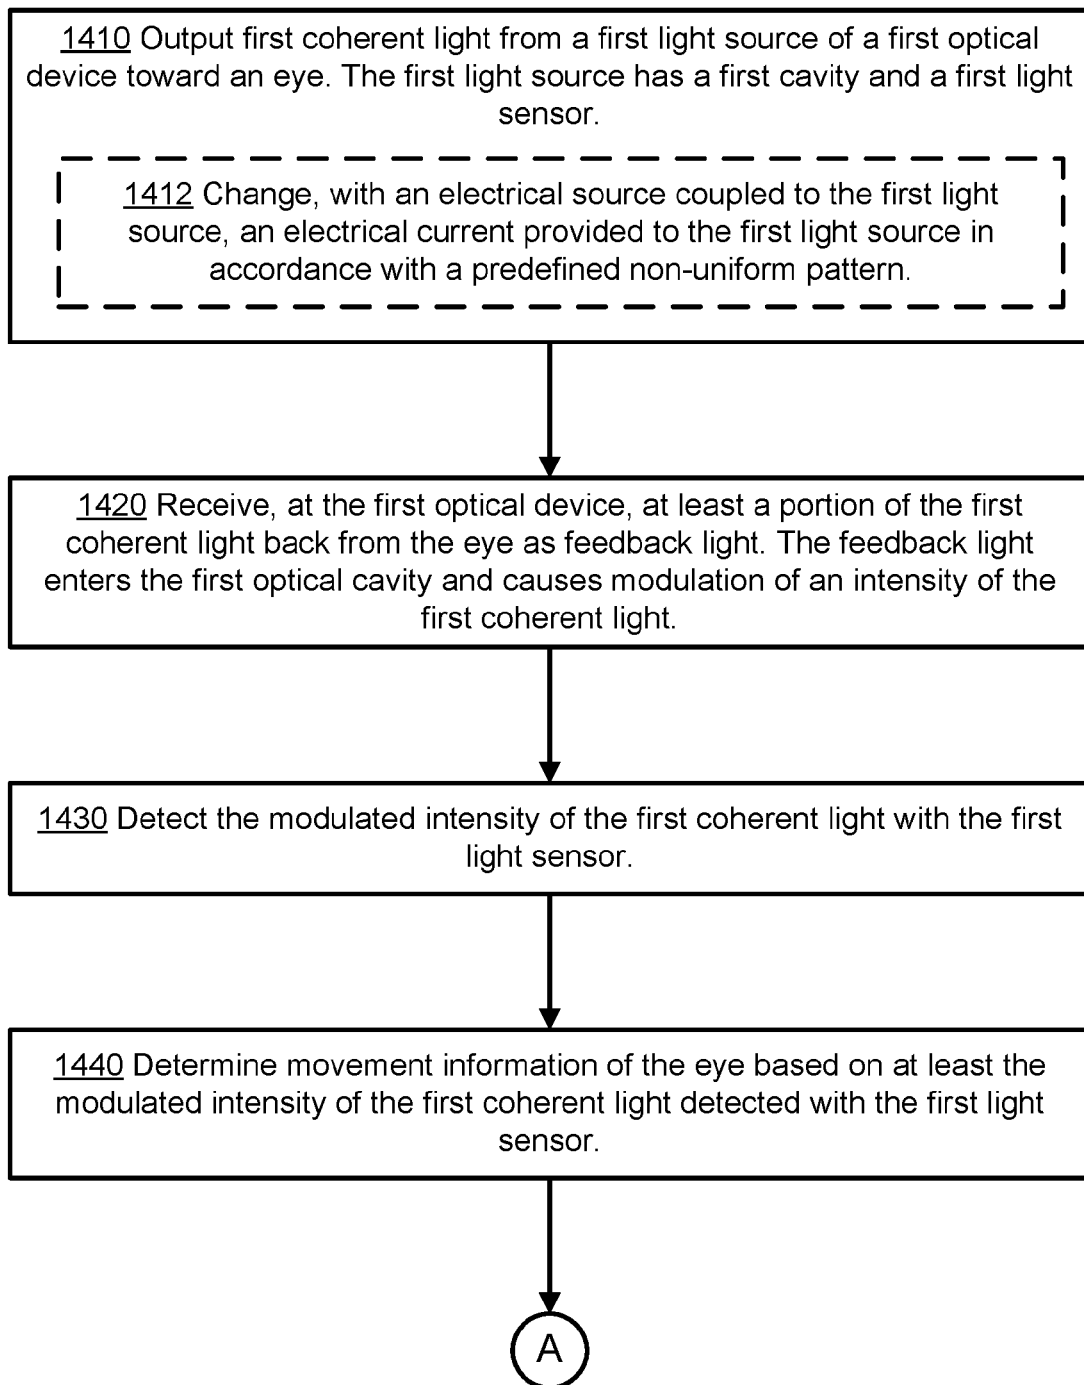 1410 Output first coherent light from a first light source of a first optical
device toward an eye. The first light source has a first cavity and a first light
sensor.
1412 Change, with an electrical source coupled to the first light
source, an electrical current provided to the first light source in
accordance with a predefined non-uniform pattern.
1420 Receive, at the first optical device, at least a portion of the first
coherent light back from the eye as feedback light. The feedback light
enters the first optical cavity and causes modulation of an intensity of the
first coherent light.
1430 Detect the modulated intensity of the first coherent light with the first
light sensor.
1440 Determine movement information of the eye based on at least the
modulated intensity of the first coherent light detected with the first light
sensor.
A